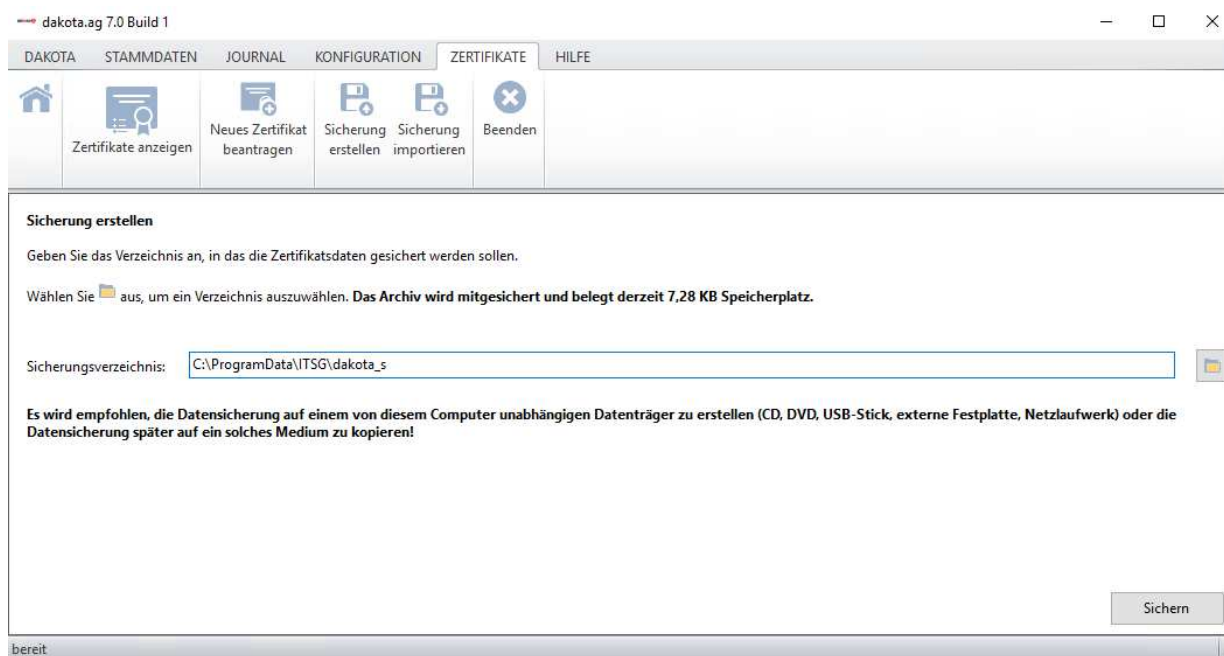 dakota.ag 7.0 Build 1
DAKOTA STAMMDATEN JOURNAL KONFIGURATION ZERTIFIKATE HILFE
Zertifikate anzeigen
Neues Zertifikat
beantragen
Sicherung
erstellen
Sicherung
importieren
Beenden
Sicherung erstellen
Geben Sie das Verzeichnis an, in das die Zertifikatsdaten gesichert werden sollen.
Wählen Sie aus, um ein Verzeichnis auszuwählen. Das Archiv wird mitgesichert und belegt derzeit 7,28 KB Speicherplatz.
Sicherungsverzeichnis: C:\ProgramData\ITSG\dakota_s
Es wird empfohlen, die Datensicherung auf einem von diesem Computer unabhängigen Datenträger zu erstellen (CD, DVD, USB-Stick, externe Festplatte, Netzlaufwerk) oder die
Datensicherung später auf ein solches Medium zu kopieren!
Sichern
bereit